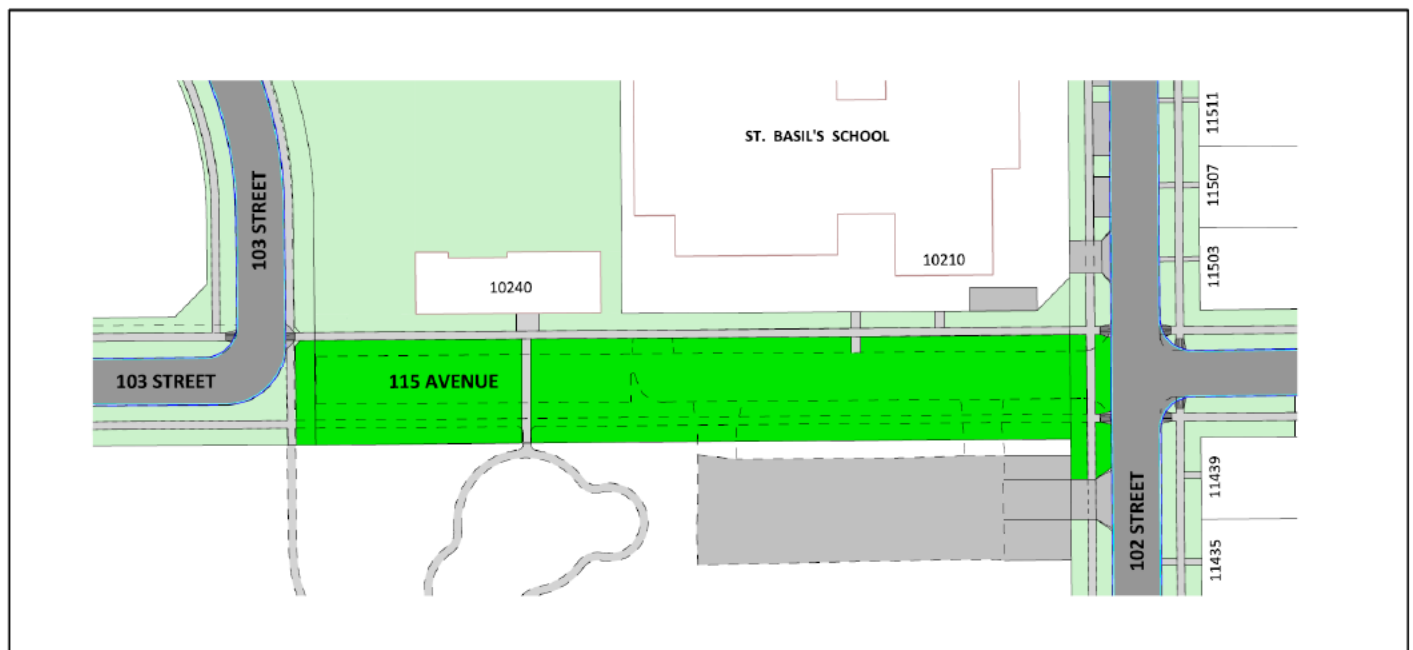 ST. BASIL'S SCHOOL
11511
11507
103 STREET
11503
10210
10240
103 STREET
115 AVENUE
11439
102 STREET
11435